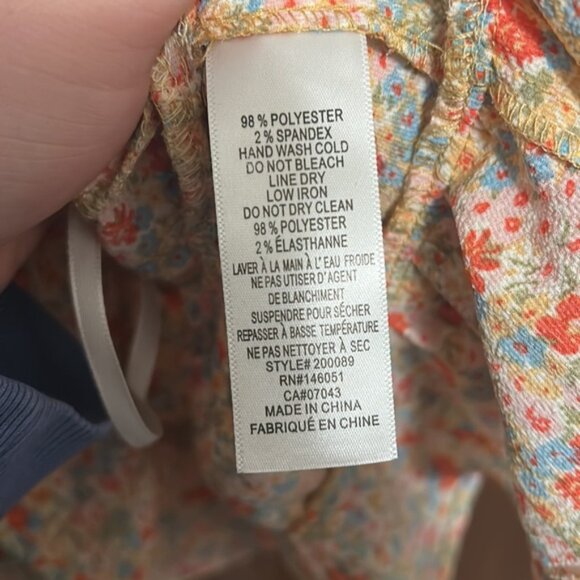 98 % POLYESTER
2 % SPANDEX
HAND WASH COLD
DO NOT BLEACH
LINE DRY
LOW IRON
DO NOT DRY CLEAN
98 % POLYESTER
2 % ÉLASTHANNE
LAVER À LA MAIN À L'EAU FROIDE
NE PAS UTISER D'AGENT
DE BLANCHIMENT
SUSPENDRE POUR SÉCHER
REPASSER À BASSE TEMPÉRATURE
NE PAS NETTOYER À SEC
STYLE# 200089
RN#146051
CA#07043
MADE IN CHINA
FABRIQUÉ EN CHINE